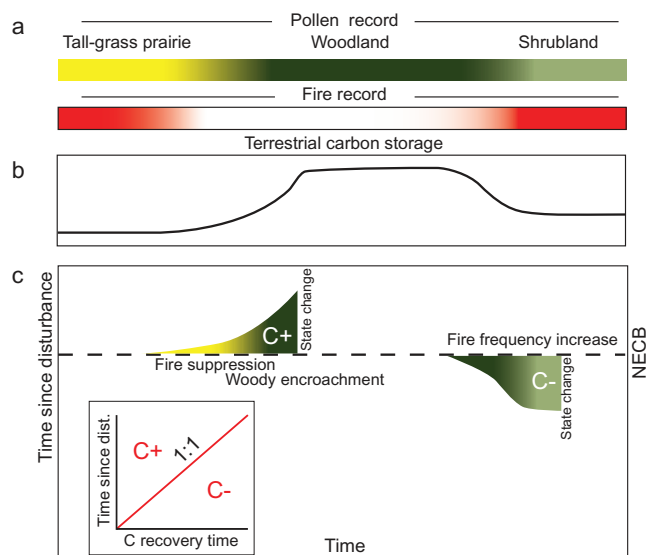 a
Pollen record
Tall-grass prairie Woodland Shrubland
Fire record
Terrestrial carbon storage
b
c
Time since disturbance
NECB
C+
State change
Fire suppression
Woody encroachment
Fire frequency increase
C-
State change
Time since dist.
C+
1:1
C-
C recovery time
Time